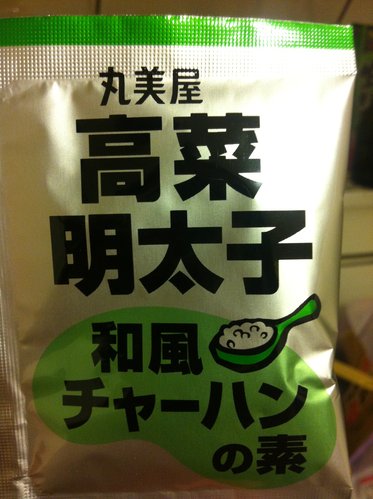 丸美屋
高菜
明太子
和風
チャーハン
の素